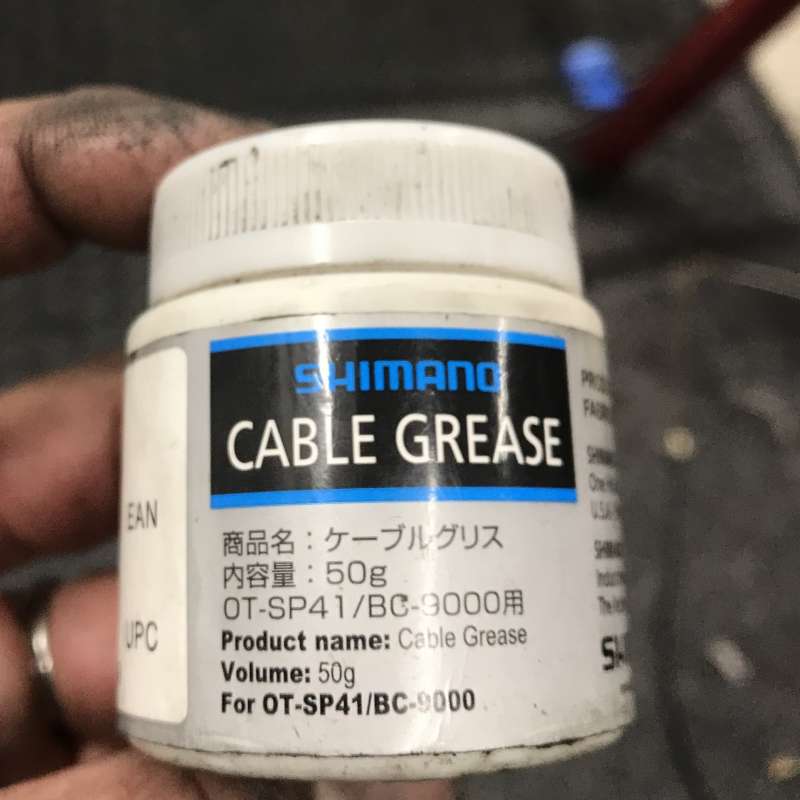 SHIMANO
CABLE GREASE
商品名：ケーブルグリス
内容量：50g
OT-SP41/BC-9000用
Product name: Cable Grease
Volume: 50g
For OT-SP41/BC-9000
EAN
UPC
U.S.A